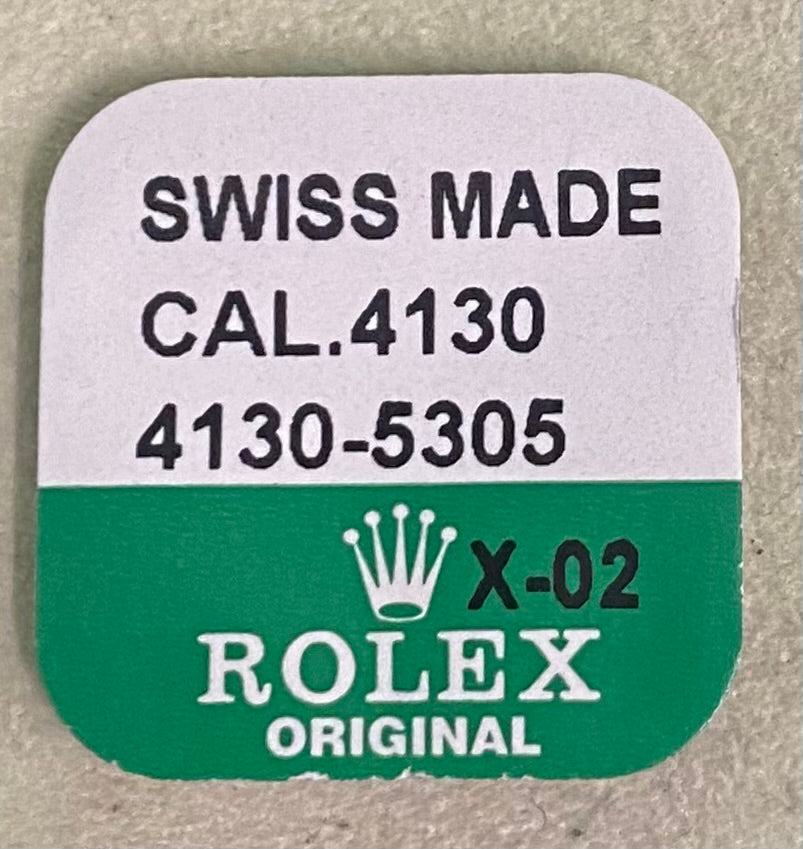 SWISS MADE
CAL.4130
4130-5305
X-02
ROLEX
ORIGINAL